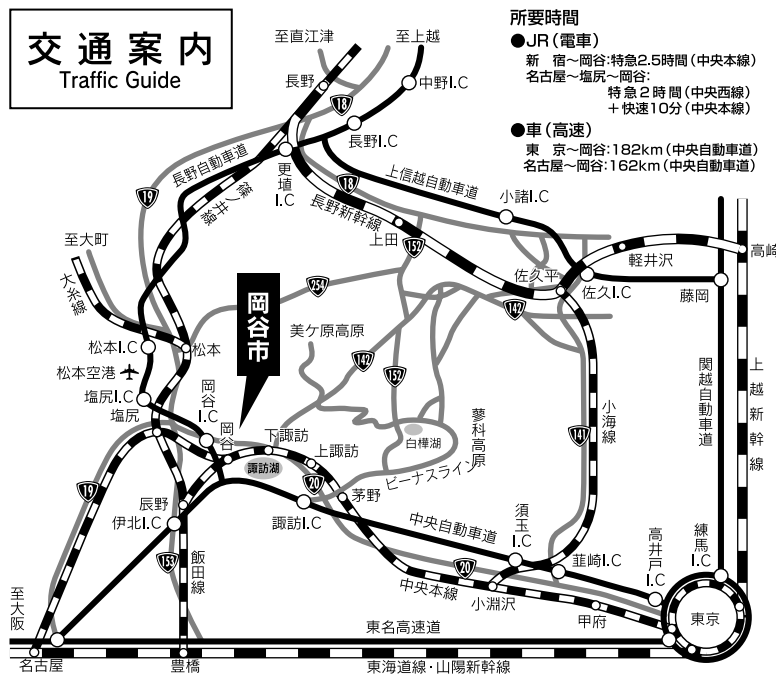 交通案内
Traffic Guide
所要時間
●JR(電車)
新　宿〜岡谷:特急2.5時間(中央本線)
名古屋〜塩尻〜岡谷:
特急2時間(中央西線)
+快速10分(中央本線)
●車(高速)
東　京〜岡谷:182km(中央自動車道)
名古屋〜岡谷:162km(中央自動車道)
至直江津
至上越
長野
中野I.C
18
長野I.C
長野自動車道
更埴I.C
19
篠ノ井線
18
上信越自動車道
長野新幹線
小諸I.C
上田
152
至大町
大糸線
254
佐久平
佐久I.C
軽井沢
高崎
藤岡
142
岡谷市
美ケ原高原
142
152
松本I.C
松本
松本空港
塩尻I.C
塩尻
岡谷I.C
岡谷
下諏訪
上諏訪
諏訪湖
20
白樺湖
蓼科高原
ビーナスライン
小海線
141
関越自動車道
上越新幹線
19
辰野
伊北I.C
諏訪I.C
茅野
中央自動車道
須玉I.C
韮崎I.C
高井戸I.C
練馬I.C
153
飯田線
中央本線
20
小淵沢
甲府
東京
至大阪
名古屋
豊橋
東名高速道
東海道線・山陽新幹線